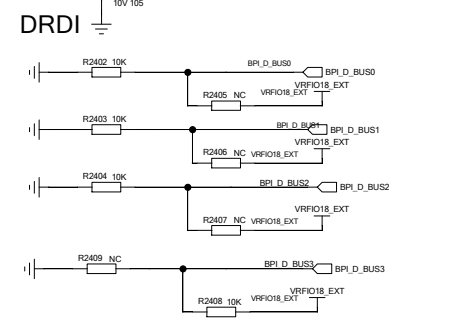 10V 105
DRDI
R2402 10K BPI_D_BUS0 BPI_D_BUS0
VRFIO18_EXT
R2405 NC VRFIO18_EXT
R2403 10K BPI_D_BUS1 BPI_D_BUS1
VRFIO18_EXT
R2406 NC VRFIO18_EXT
R2404 10K BPI_D_BUS2 BPI_D_BUS2
VRFIO18_EXT
R2407 NC VRFIO18_EXT
R2409 NC BPI_D_BUS3 BPI_D_BUS3
VRFIO18_EXT
R2408 10K VRFIO18_EXT